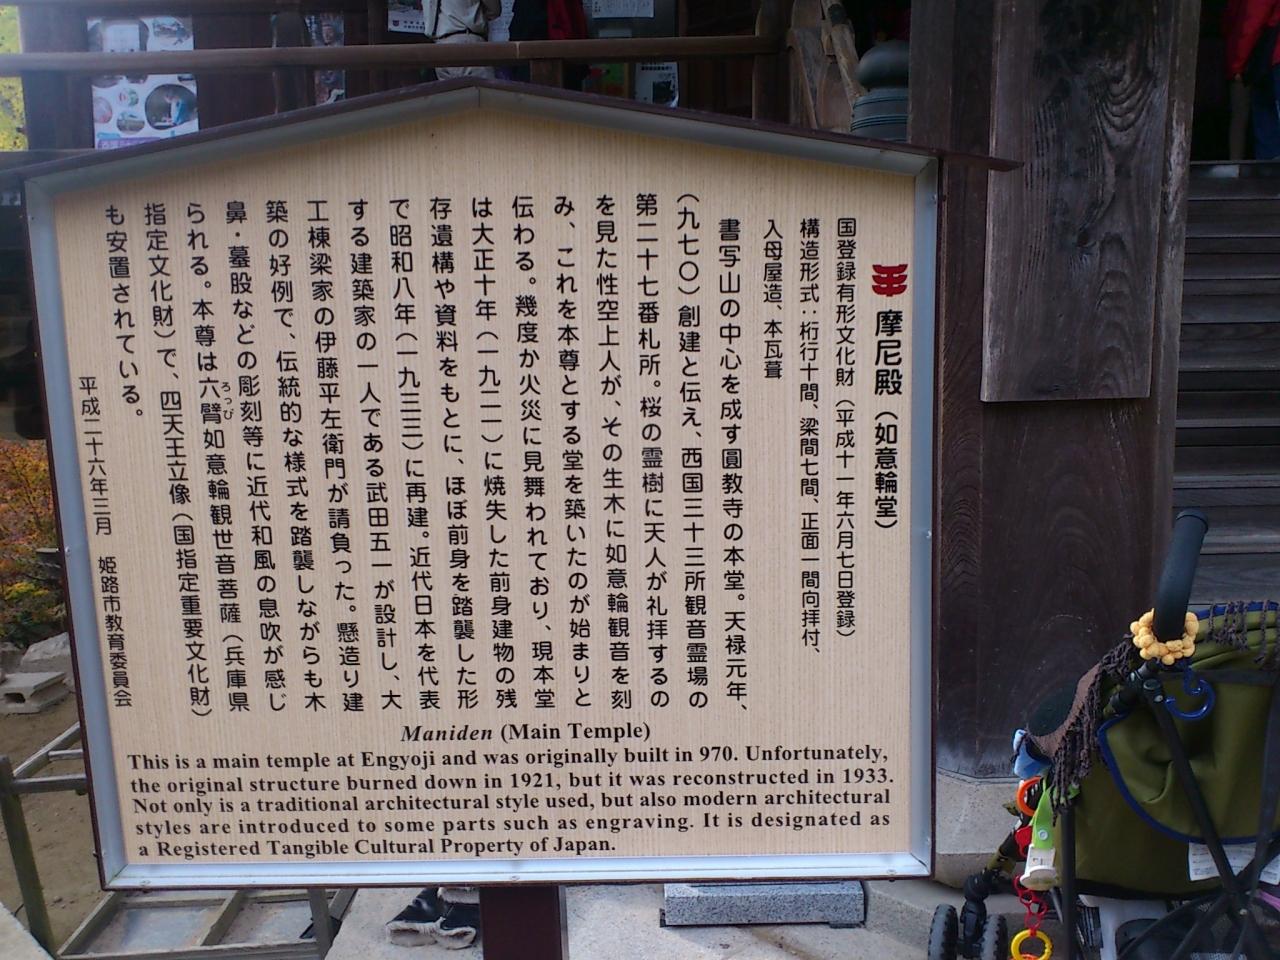 摩尼殿（如意輪堂）
国登録有形文化財（平成十一年六月七日登録）
構造形式：桁行十間、梁間七間、正面一間向拝付、
入母屋造、本瓦葺
書写山の中心を成す圓教寺の本堂。天禄元年、
（九七〇）創建と伝え、西国三十三所観音霊場の
第二十七番札所。桜の霊樹に天人が礼拝するの
を見た性空上人が、その生木に如意輪観音を刻
み、これを本尊とする堂を築いたのが始まりと
伝わる。幾度か火災に見舞われており、現本堂
は大正十年（一九二一）に焼失した前身建物の残
存遺構や資料をもとに、ほぼ前身を踏襲した形
で昭和八年（一九三三）に再建。近代日本を代表
する建築家の一人である武田五一が設計し、大
工棟梁家の伊藤平左衛門が請負った。懸造り建
築の好例で、伝統的な様式を踏襲しながらも木
鼻・墓股などの彫刻等に近代和風の息吹が感じ
られる。本尊は六臂如意輪観世音菩薩（兵庫県
ろっぴ
指定文化財）で、四天王立像（国指定重要文化財）
も安置されている。
平成二十六年三月　姫路市教育委員会
Maniden (Main Temple)
This is a main temple at Engyoji and was originally built in 970. Unfortunately,
the original structure burned down in 1921, but it was reconstructed in 1933.
Not only is a traditional architectural style used, but also modern architectural
styles are introduced to some parts such as engraving. It is designated as
a Registered Tangible Cultural Property of Japan.